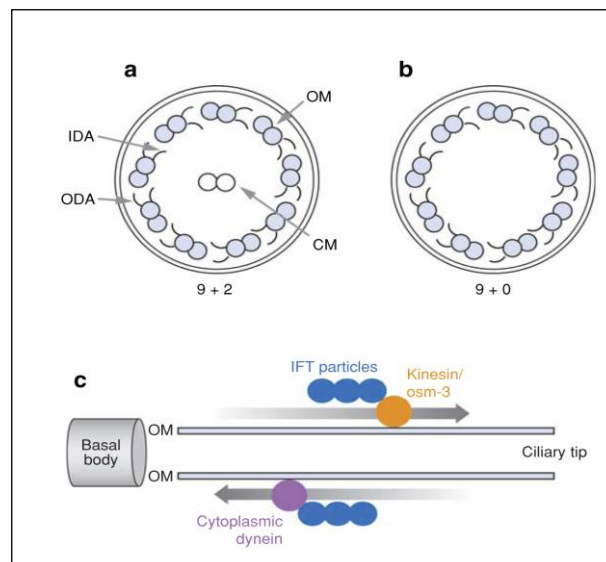 a
b
OM
IDA
ODA
CM
9 + 2
9 + 0
c
IFT particles
Kinesin/
osm-3
OM
Basal
body
Ciliary tip
OM
Cytoplasmic
dynein